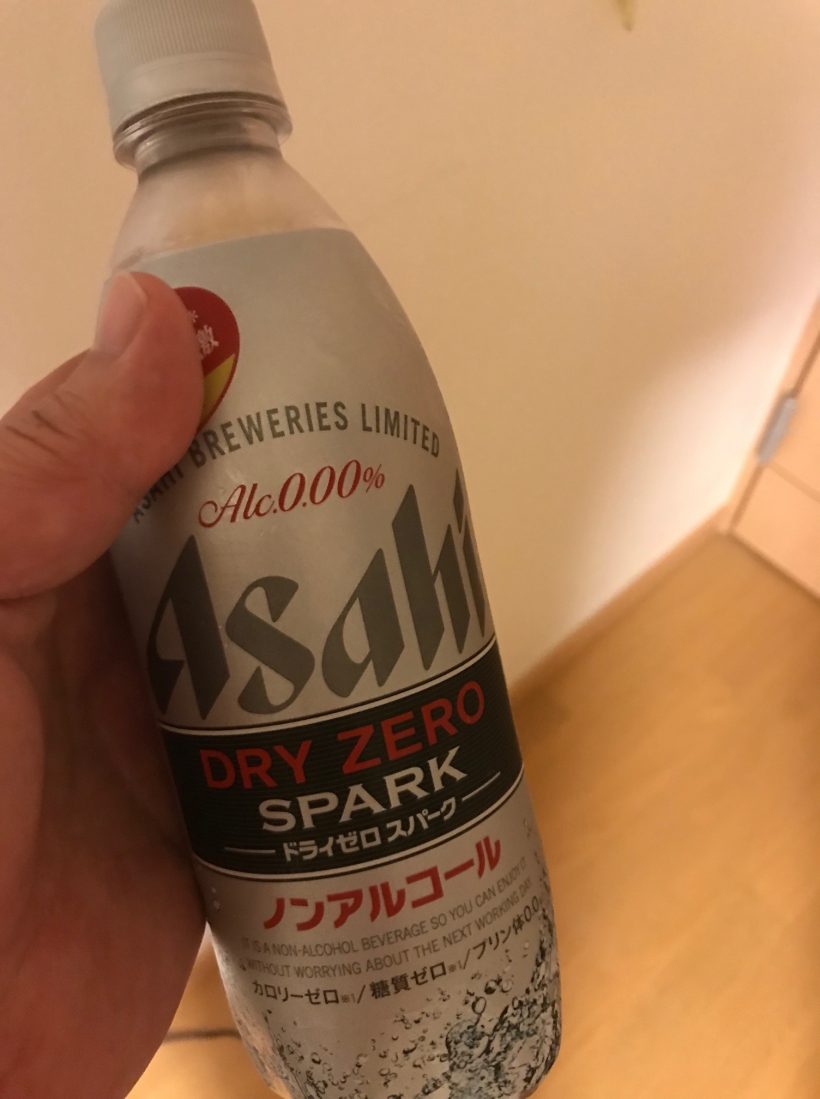 激
ASAHI BREWERIES LIMITED
Alc.0.00%
Asahi
DRY ZERO
SPARK
ドライゼロ スパーク
ノンアルコール
IT IS A NON-ALCOHOL BEVERAGE SO YOU CAN ENJOY IT
WITHOUT WORRYING ABOUT THE NEXT WORKING DAY.
カロリーゼロ※1/糖質ゼロ※1/プリン体0.0